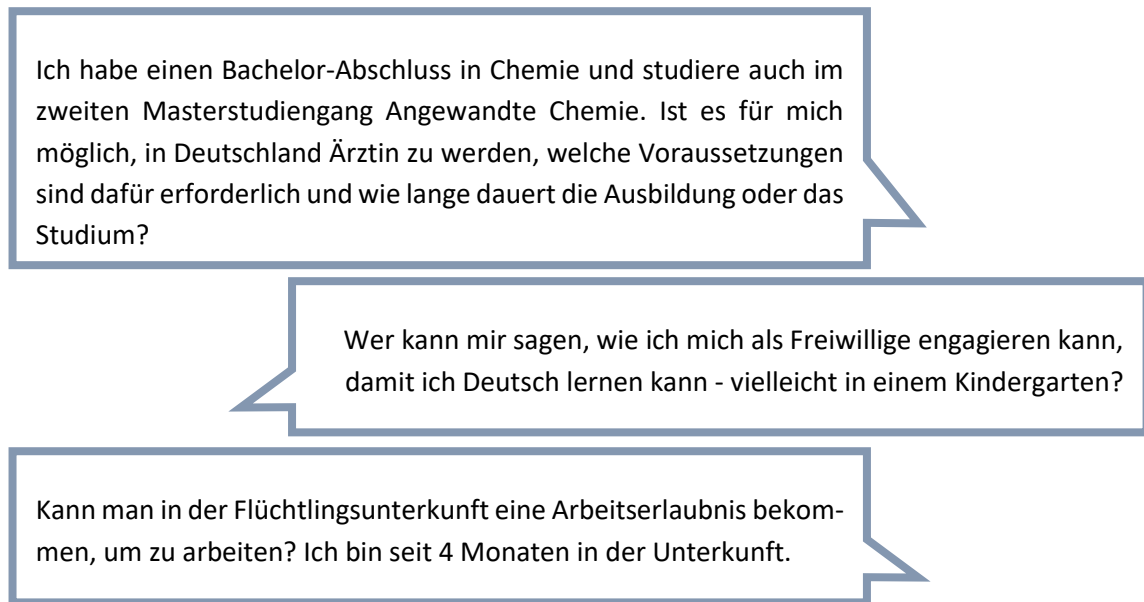 Ich habe einen Bachelor-Abschluss in Chemie und studiere auch im
zweiten Masterstudiengang Angewandte Chemie. Ist es für mich
möglich, in Deutschland Ärztin zu werden, welche Voraussetzungen
sind dafür erforderlich und wie lange dauert die Ausbildung oder das
Studium?
Wer kann mir sagen, wie ich mich als Freiwillige engagieren kann,
damit ich Deutsch lernen kann - vielleicht in einem Kindergarten?
Kann man in der Flüchtlingsunterkunft eine Arbeitserlaubnis bekom-
men, um zu arbeiten? Ich bin seit 4 Monaten in der Unterkunft.